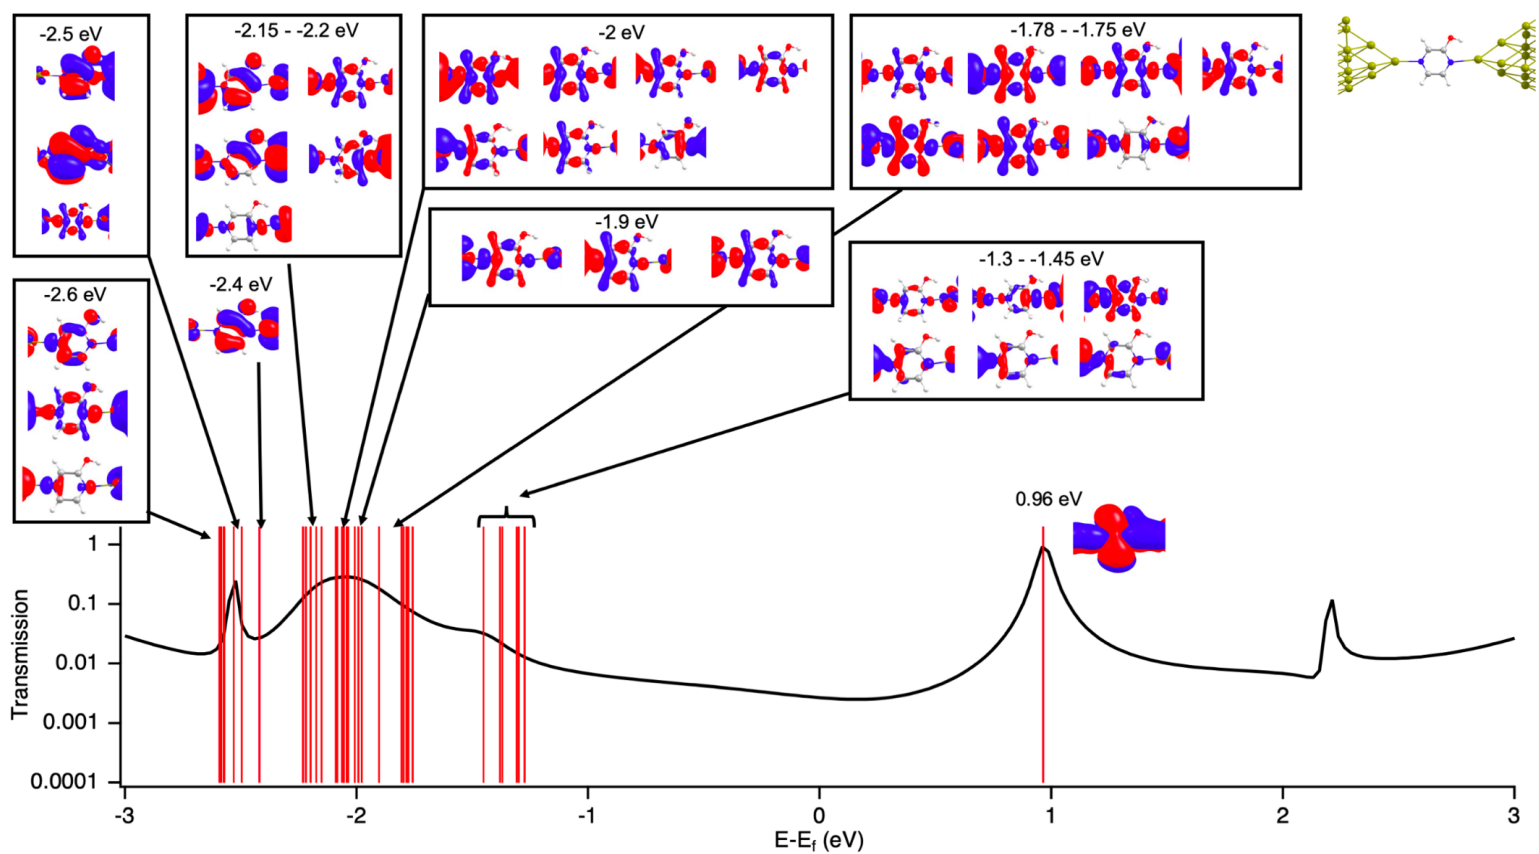 -2.5 eV
-2.15 - -2.2 eV
-2 eV
-1.78 - -1.75 eV
-1.9 eV
-1.3 - -1.45 eV
-2.6 eV
-2.4 eV
0.96 eV
1
0.1
0.01
0.001
0.0001
Transmission
-3
-2
-1
0
1
2
3
E-Ef (eV)